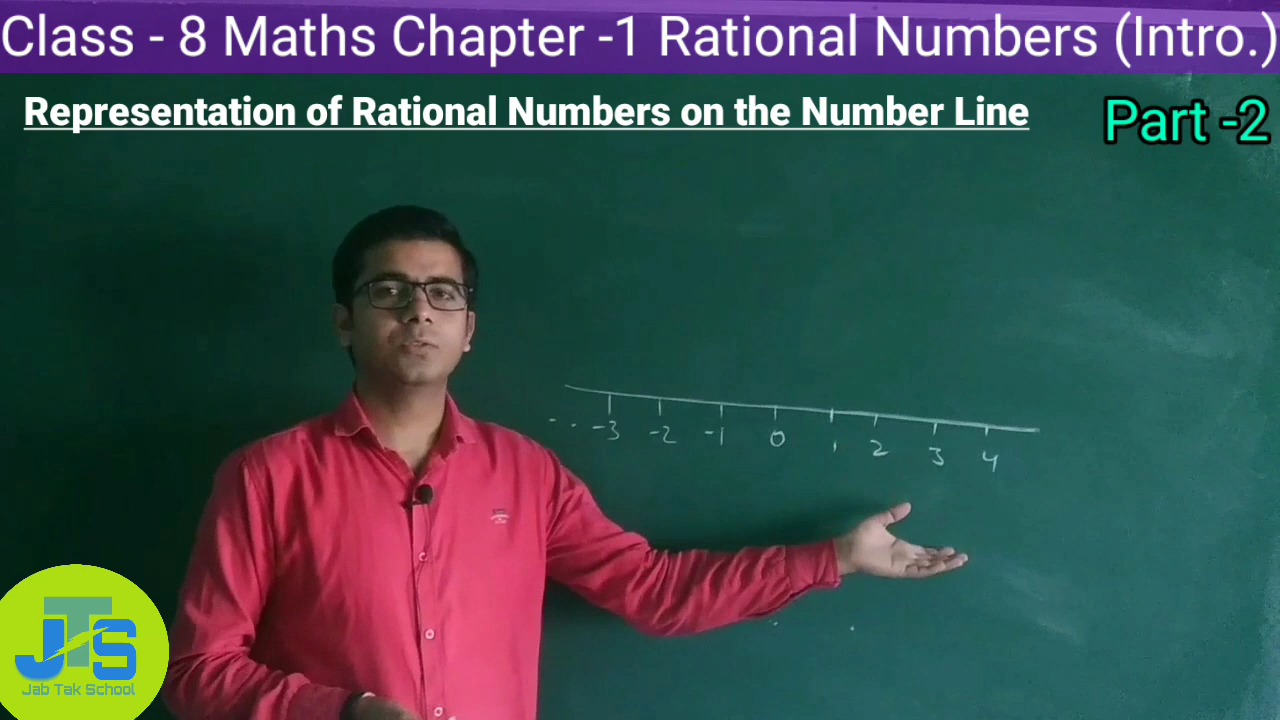 Class - 8 Maths Chapter -1 Rational Numbers (Intro.)
Representation of Rational Numbers on the Number Line
Part -2
. . -3 -2 -1 0 1 2 3 4
JTS
Jab Tak School